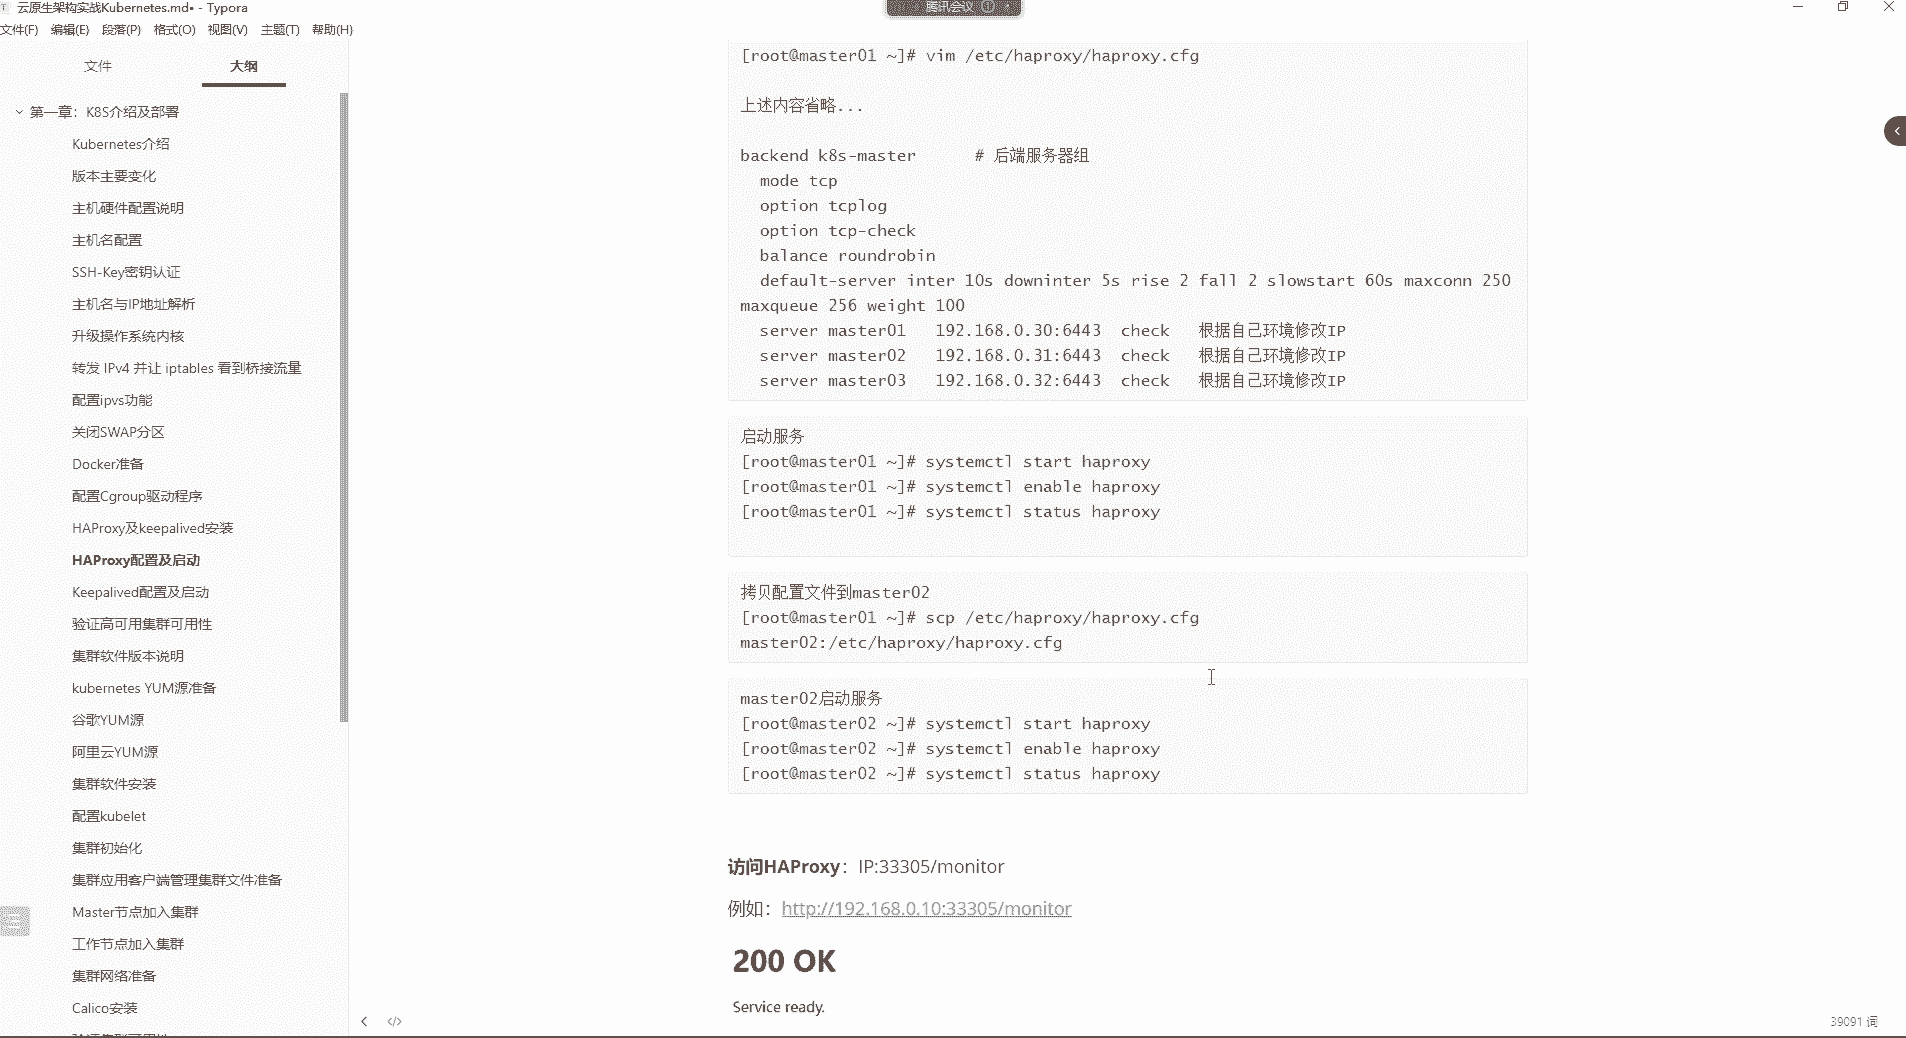 云原生架构实战Kubernetes.md• - Typora
腾讯会议
文件(F) 编辑(E) 段落(P) 格式(O) 视图(V) 主题(T) 帮助(H)
文件 大纲
第一章：K8S介绍及部署
Kubernetes介绍
版本主要变化
主机硬件配置说明
主机名配置
SSH-Key密钥认证
主机名与IP地址解析
升级操作系统内核
转发 IPv4 并让 iptables 看到桥接流量
配置ipvs功能
关闭SWAP分区
Docker准备
配置Cgroup驱动程序
HAProxy及keepalived安装
HAProxy配置及启动
Keepalived配置及启动
验证高可用集群可用性
集群软件版本说明
kubernetes YUM源准备
谷歌YUM源
阿里云YUM源
集群软件安装
配置kubelet
集群初始化
集群应用客户端管理集群文件准备
Master节点加入集群
工作节点加入集群
集群网络准备
Calico安装
[root@master01 ~]# vim /etc/haproxy/haproxy.cfg
上述内容省略...
backend k8s-master # 后端服务器组
mode tcp
option tcplog
option tcp-check
balance roundrobin
default-server inter 10s downinter 5s rise 2 fall 2 slowstart 60s maxconn 250
maxqueue 256 weight 100
server master01 192.168.0.30:6443 check 根据自己环境修改IP
server master02 192.168.0.31:6443 check 根据自己环境修改IP
server master03 192.168.0.32:6443 check 根据自己环境修改IP
启动服务
[root@master01 ~]# systemctl start haproxy
[root@master01 ~]# systemctl enable haproxy
[root@master01 ~]# systemctl status haproxy
拷贝配置文件到master02
[root@master01 ~]# scp /etc/haproxy/haproxy.cfg
master02:/etc/haproxy/haproxy.cfg
master02启动服务
[root@master02 ~]# systemctl start haproxy
[root@master02 ~]# systemctl enable haproxy
[root@master02 ~]# systemctl status haproxy
访问HAProxy：IP:33305/monitor
例如：http://192.168.0.10:33305/monitor
200 OK
Service ready.
39091 词